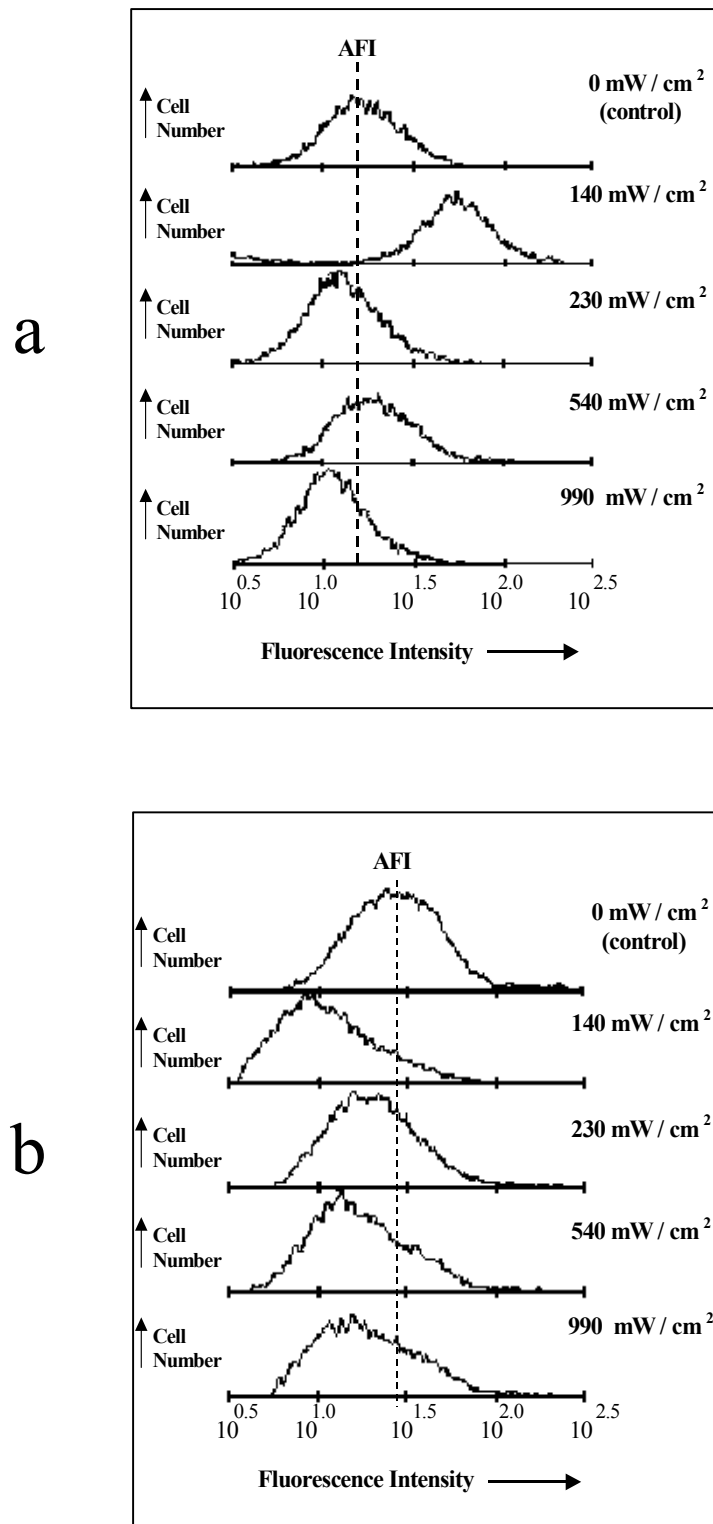 a
AFI
0 mW / cm 2
(control)
Cell
Number
140 mW / cm 2
Cell
Number
230 mW / cm 2
Cell
Number
540 mW / cm 2
Cell
Number
990 mW / cm 2
Cell
Number
10 0.5 10 1.0 10 1.5 10 2.0 10 2.5
Fluorescence Intensity
b
AFI
0 mW / cm 2
(control)
Cell
Number
140 mW / cm 2
Cell
Number
230 mW / cm 2
Cell
Number
540 mW / cm 2
Cell
Number
990 mW / cm 2
Cell
Number
10 0.5 10 1.0 10 1.5 10 2.0 10 2.5
Fluorescence Intensity